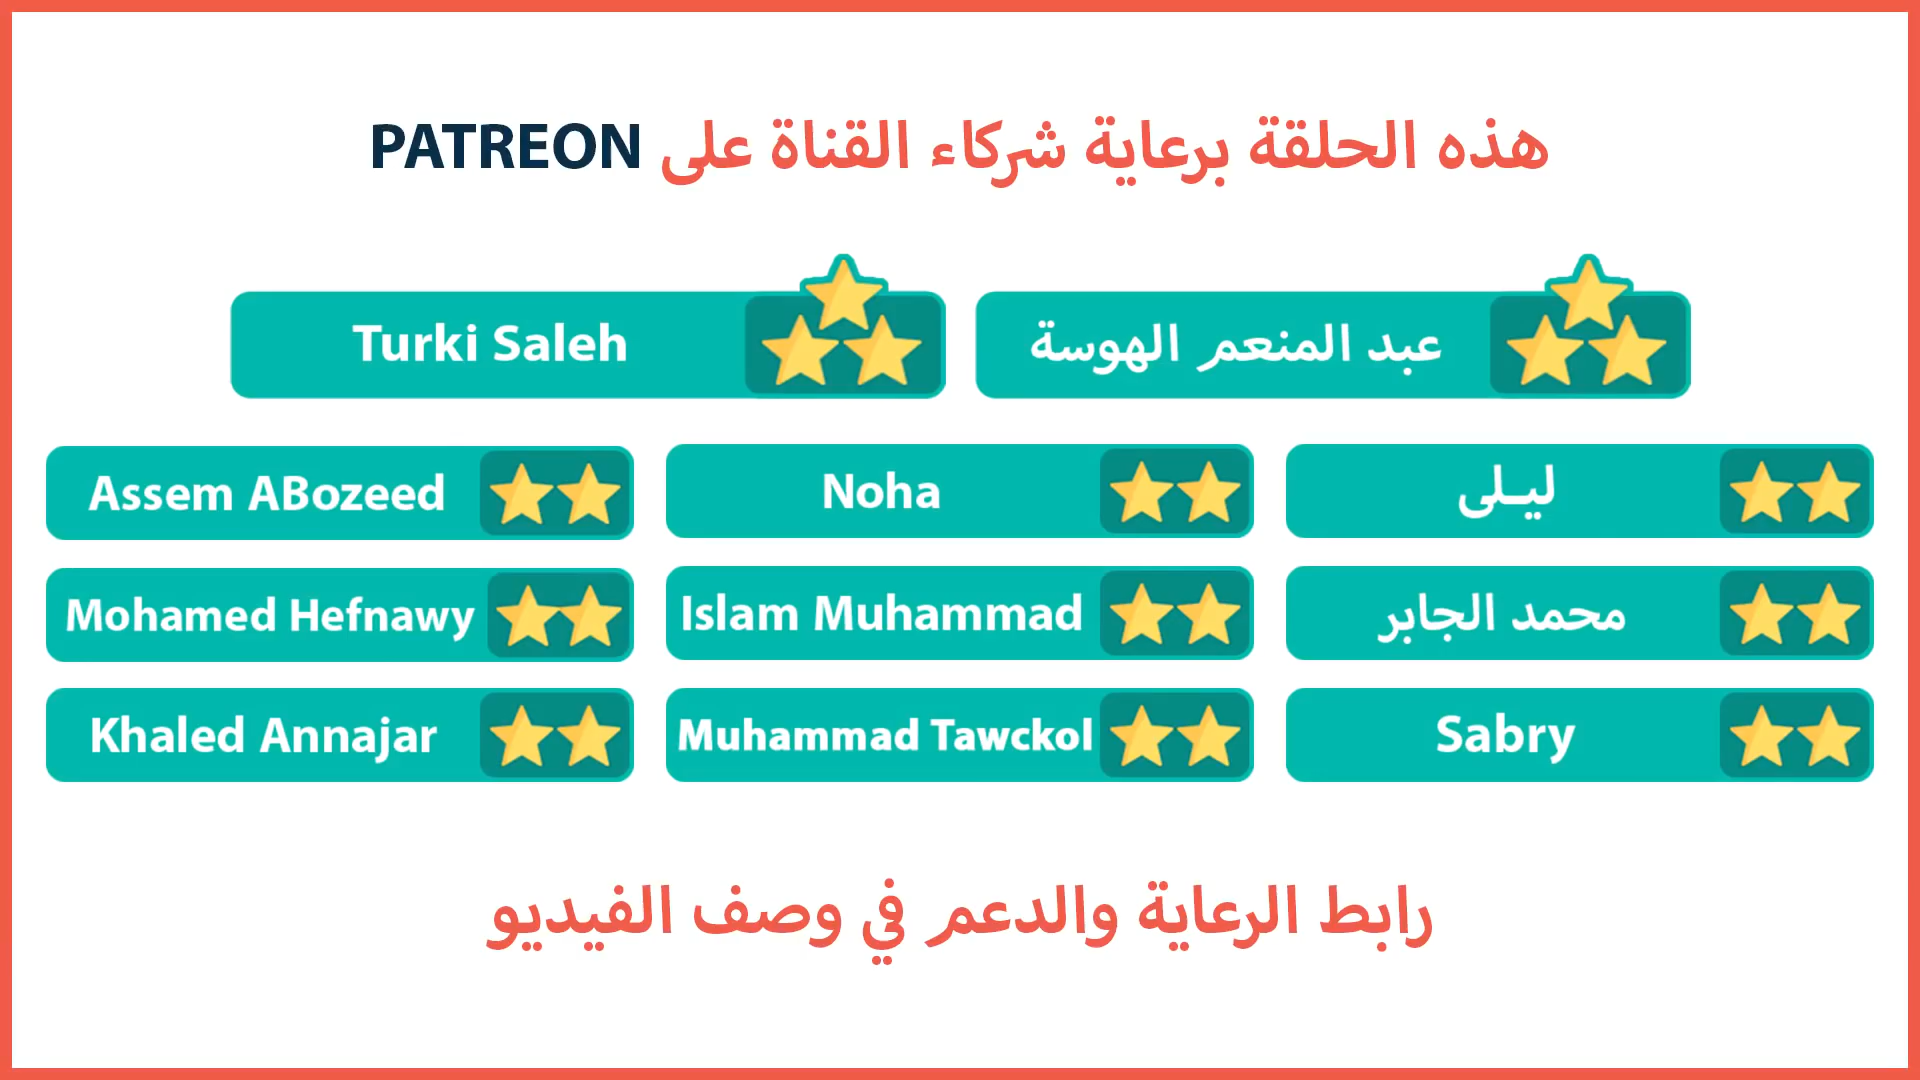 هذه الحلقة برعاية شركاء القناة على PATREON
عبد المنعم الهوسة
Turki Saleh
ليـلى
Noha
Assem ABozeed
محمد الجابر
Islam Muhammad
Mohamed Hefnawy
Sabry
Muhammad Tawckol
Khaled Annajar
رابط الرعاية والدعم في وصف الفيديو